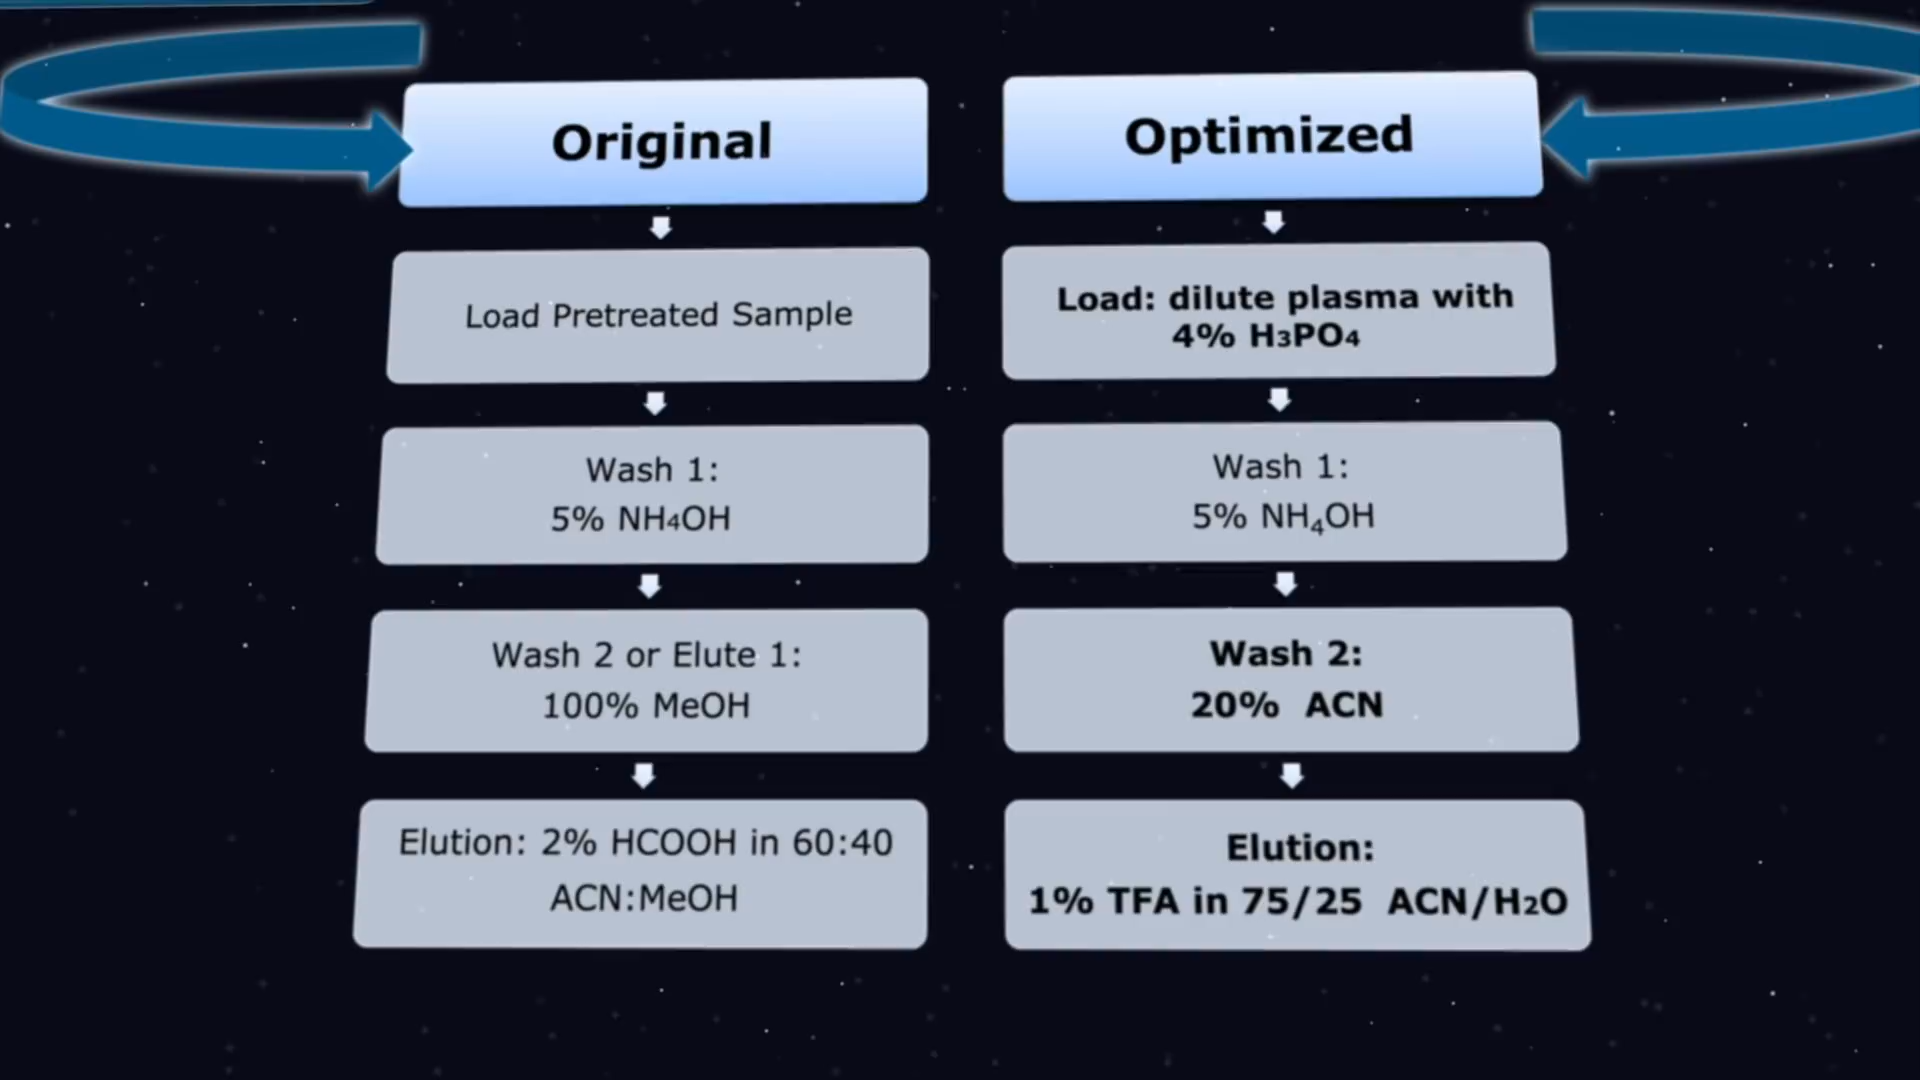 Original
Load Pretreated Sample
Wash 1:
5% NH4OH
Wash 2 or Elute 1:
100% MeOH
Elution: 2% HCOOH in 60:40
ACN:MeOH
Optimized
Load: dilute plasma with
4% H3PO4
Wash 1:
5% NH₄OH
Wash 2:
20% ACN
Elution:
1% TFA in 75/25 ACN/H2O